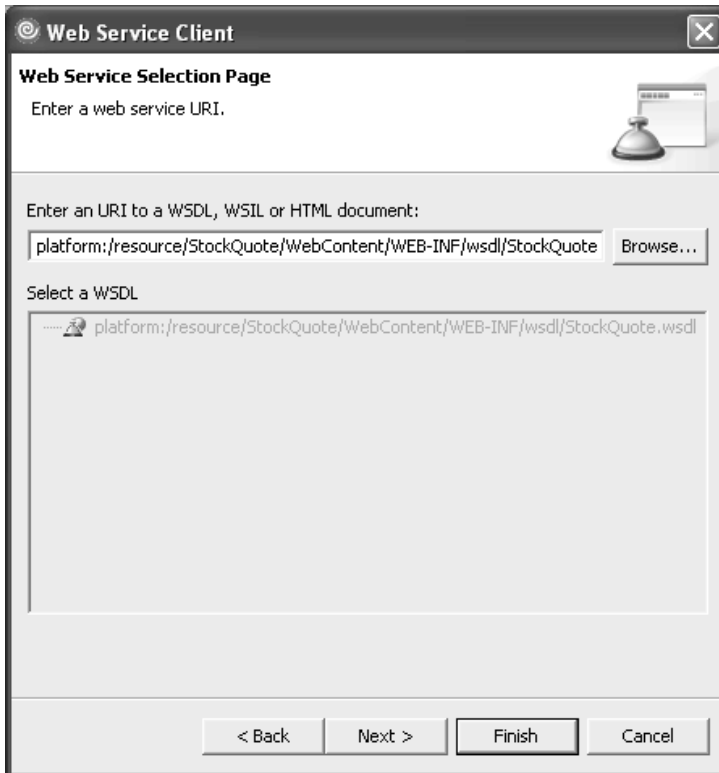 Web Service Client
Web Service Selection Page
Enter a web service URI.
Enter an URI to a WSDL, WSIL or HTML document:
platform:/resource/StockQuote/WebContent/WEB-INF/wsdl/StockQuote Browse...
Select a WSDL
platform:/resource/StockQuote/WebContent/WEB-INF/wsdl/StockQuote.wsdl
< Back Next > Finish Cancel